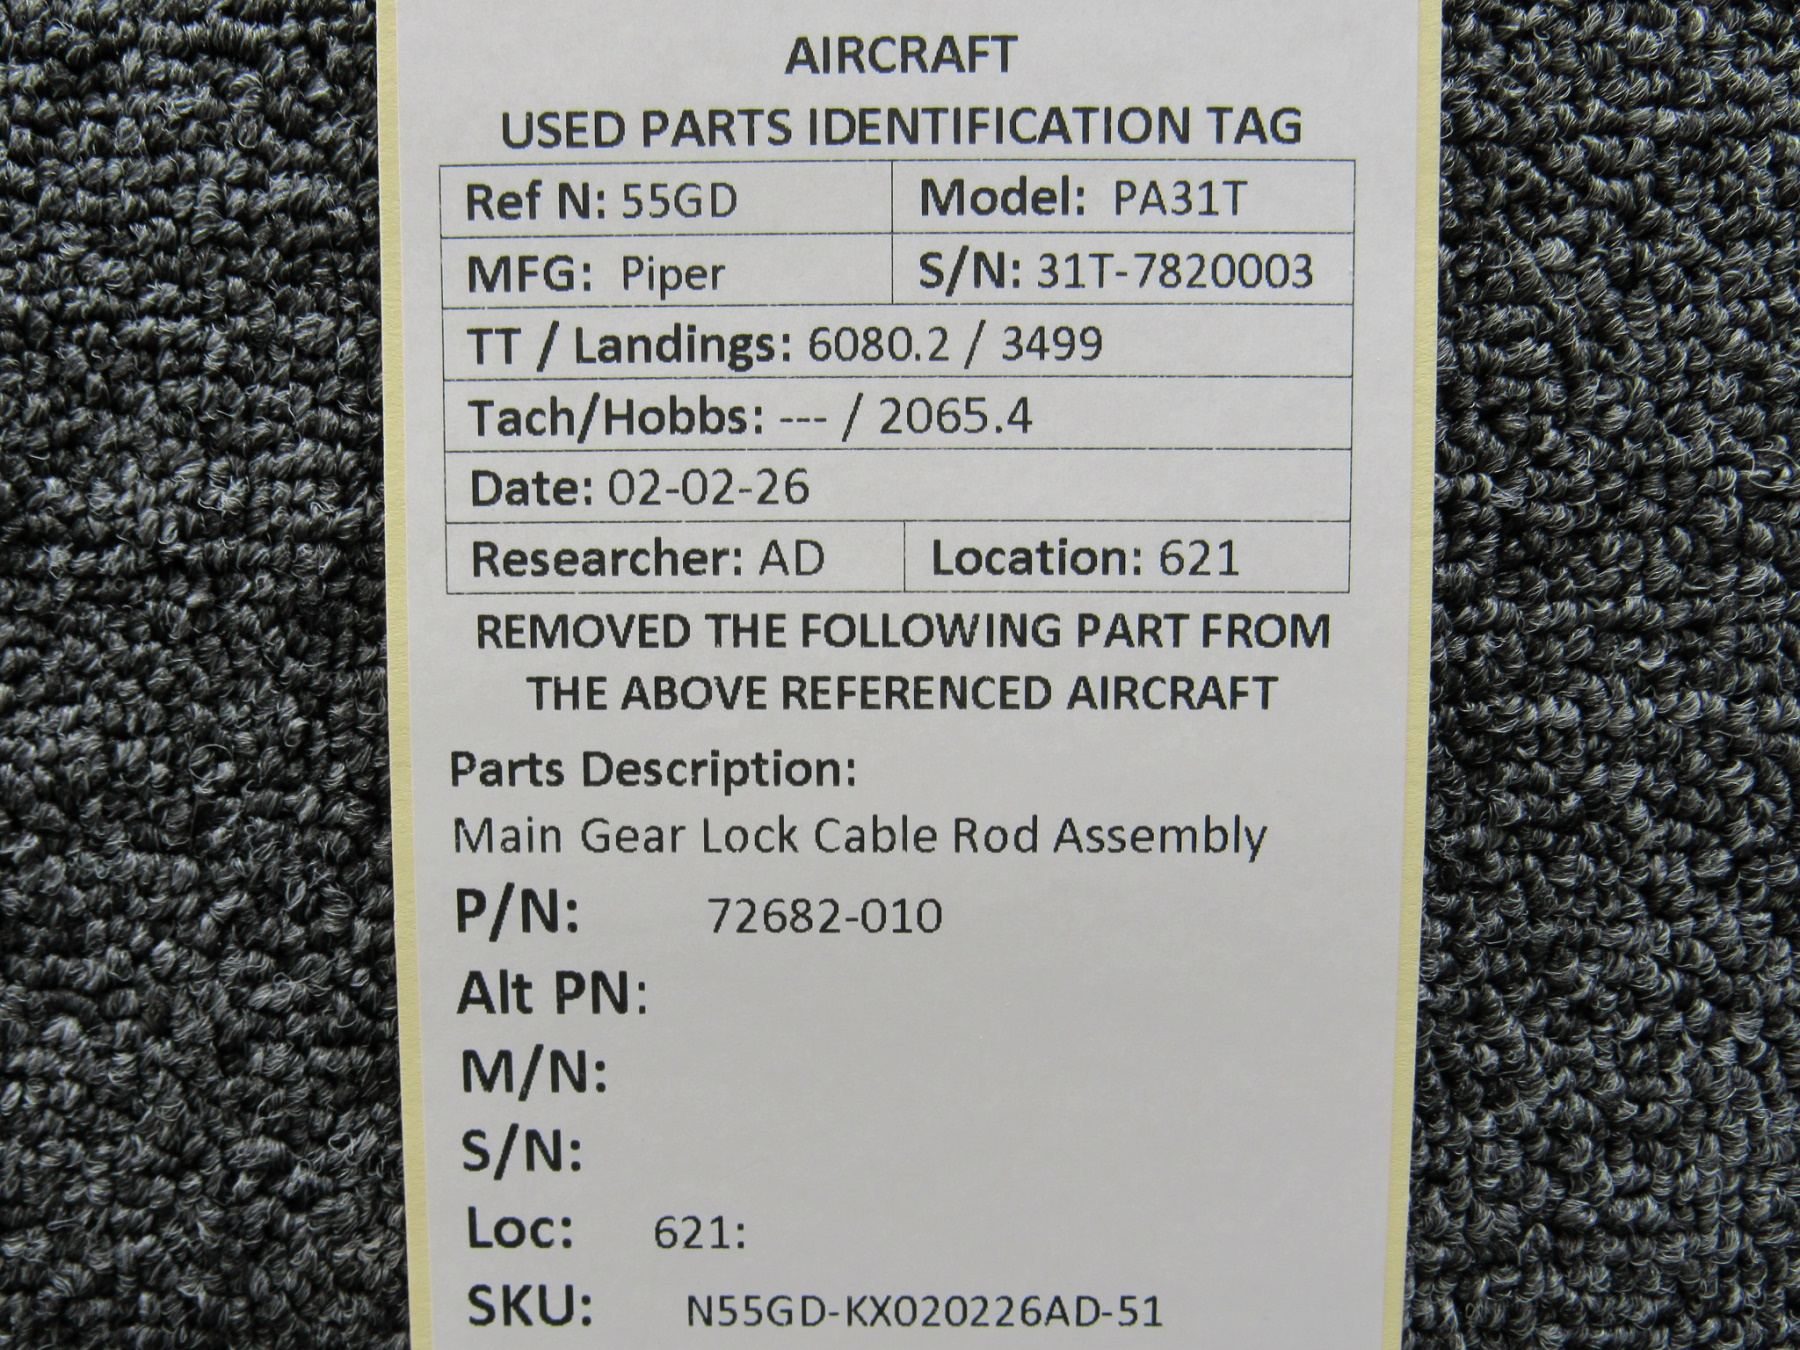 AIRCRAFT
USED PARTS IDENTIFICATION TAG
Ref N: 55GD Model: PA31T
MFG: Piper S/N: 31T-7820003
TT / Landings: 6080.2 / 3499
Tach/Hobbs: --- / 2065.4
Date: 02-02-26
Researcher: AD Location: 621
REMOVED THE FOLLOWING PART FROM
THE ABOVE REFERENCED AIRCRAFT
Parts Description:
Main Gear Lock Cable Rod Assembly
P/N: 72682-010
Alt PN:
M/N:
S/N:
Loc: 621:
SKU: N55GD-KX020226AD-51